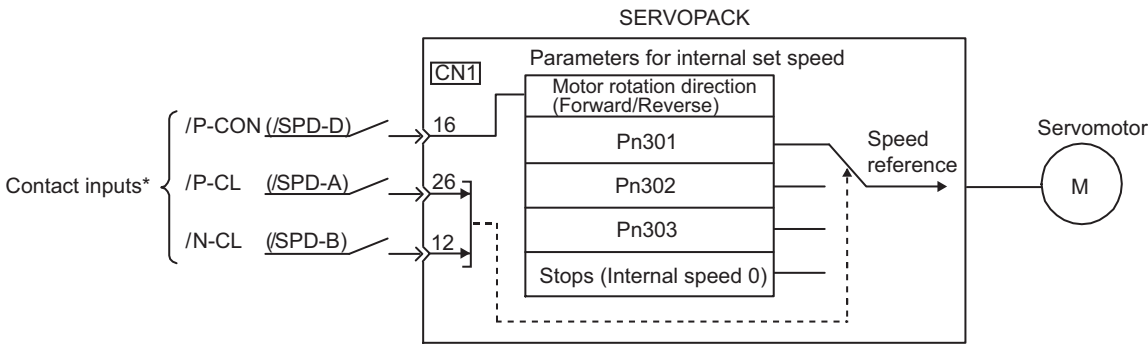 SERVOPACK
Parameters for internal set speed
CN1
Motor rotation direction
(Forward/Reverse)
/P-CON (/SPD-D)
16
Pn301
Speed
reference
Servomotor
/P-CL (/SPD-A)
26
Pn302
Contact inputs*
M
/N-CL (/SPD-B)
12
Pn303
Stops (Internal speed 0)